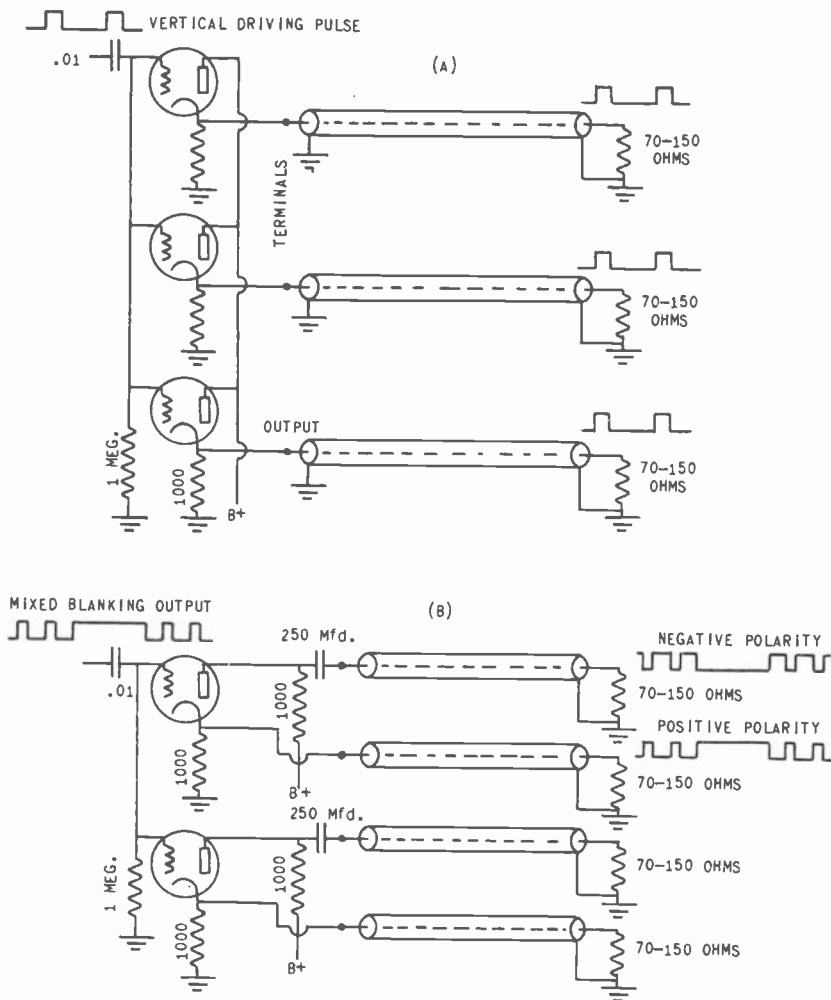 VERTICAL DRIVING PULSE
.01
(A)
70-150
OHMS
TERMINALS
70-150
OHMS
OUTPUT
1 MEG.
1000
B+
70-150
OHMS
MIXED BLANKING OUTPUT
(B)
250 Mfd.
NEGATIVE POLARITY
.01
1000
70-150 OHMS
1000
POSITIVE POLARITY
B+
70-150 OHMS
250 Mfd.
1 MEG.
1000
70-150 OHMS
1000
B+
70-150 OHMS